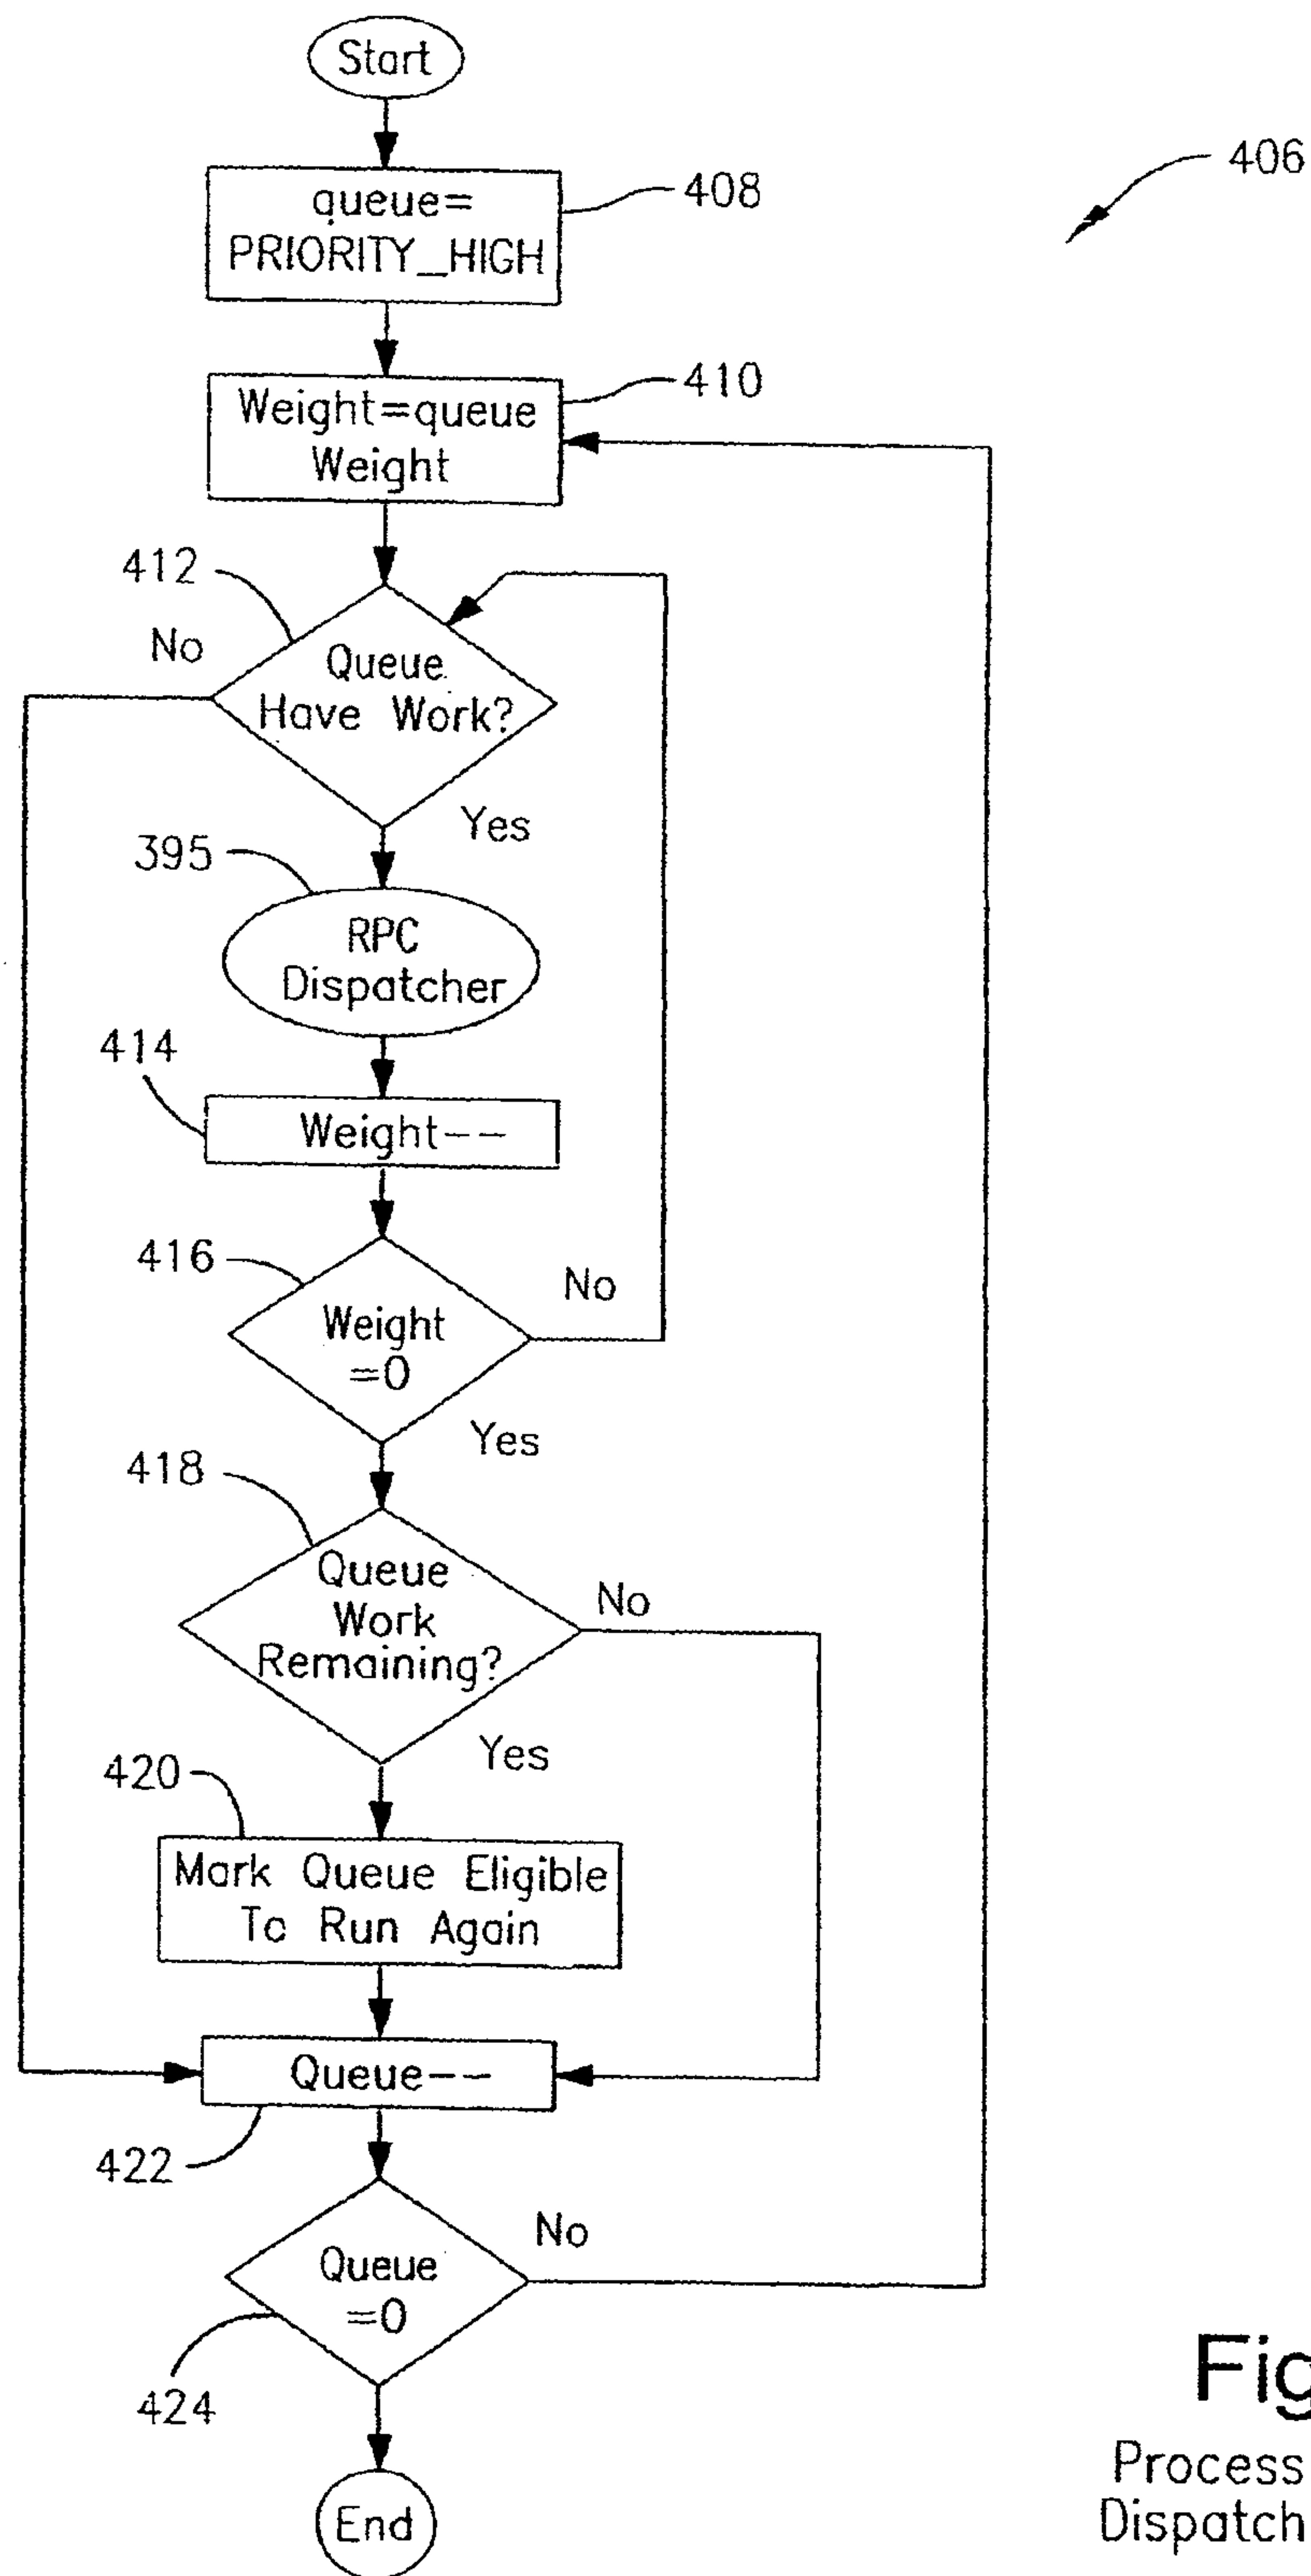 Start
406
queue=
PRIORITY_HIGH
408
Weight=queue
Weight
410
412
No
Queue
Have Work?
Yes
395
RPC
Dispatcher
414
Weight--
416
Weight
=0
No
Yes
418
Queue
Work
Remaining?
No
Yes
420
Mark Queue Eligible
To Run Again
Queue--
422
Queue
=0
No
424
End
Fig
Process
Dispatch